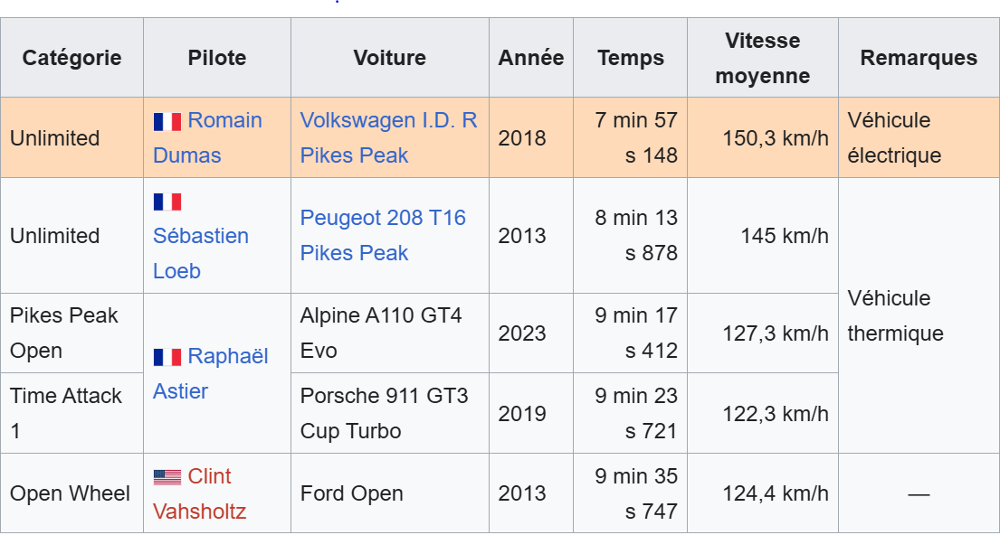 Catégorie
Pilote
Voiture
Année
Temps
Vitesse
moyenne
Remarques
Unlimited
Romain
Dumas
Volkswagen I.D. R
Pikes Peak
2018
7 min 57
s 148
150,3 km/h
Véhicule
électrique
Unlimited
Sébastien
Loeb
Peugeot 208 T16
Pikes Peak
2013
8 min 13
s 878
145 km/h
Véhicule
thermique
Pikes Peak
Open
Raphaël
Astier
Alpine A110 GT4
Evo
2023
9 min 17
s 412
127,3 km/h
Time Attack
1
Porsche 911 GT3
Cup Turbo
2019
9 min 23
s 721
122,3 km/h
Open Wheel
Clint
Vahsholtz
Ford Open
2013
9 min 35
s 747
124,4 km/h
—